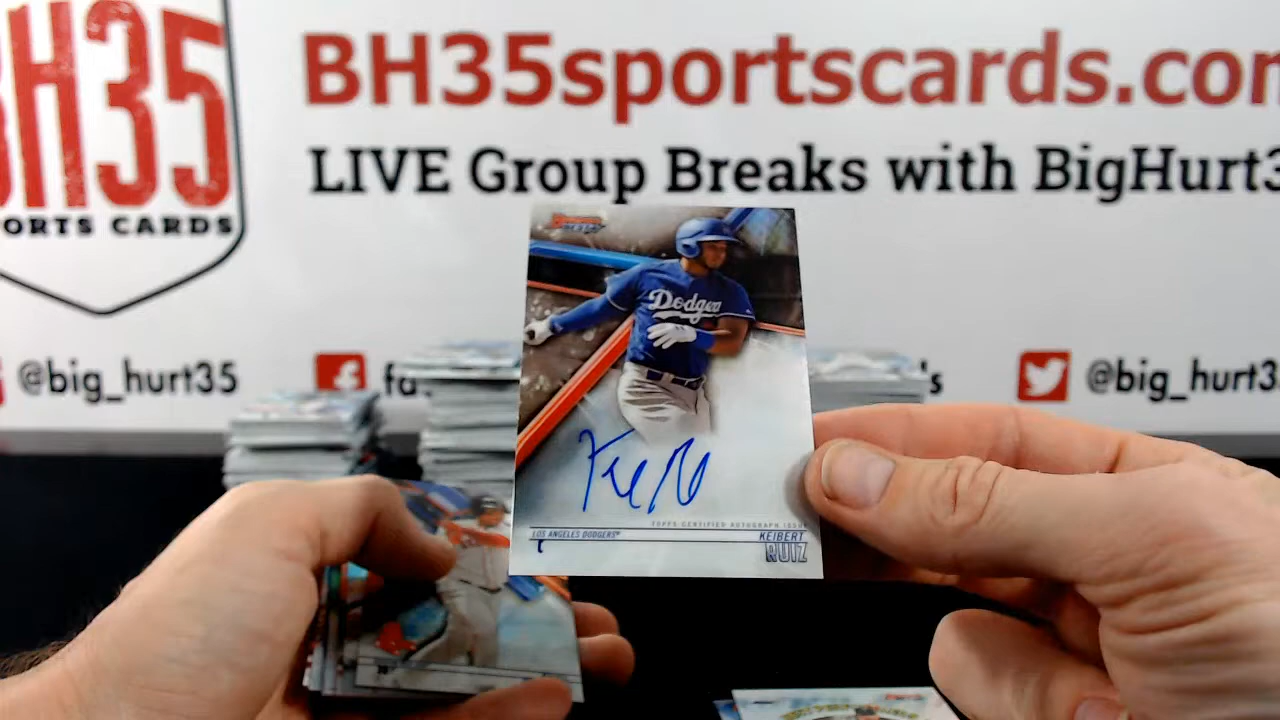 BH35
ORTS CARDS
BH35sportscards.com
LIVE Group Breaks with BigHurt3
@big_hurt35
fa
's
@big_hurt3
Dodgers
TOPPS CERTIFIED AUTOGRAPH ISSUE
LOS ANGELES DODGERS
KEIBERT
RUIZ